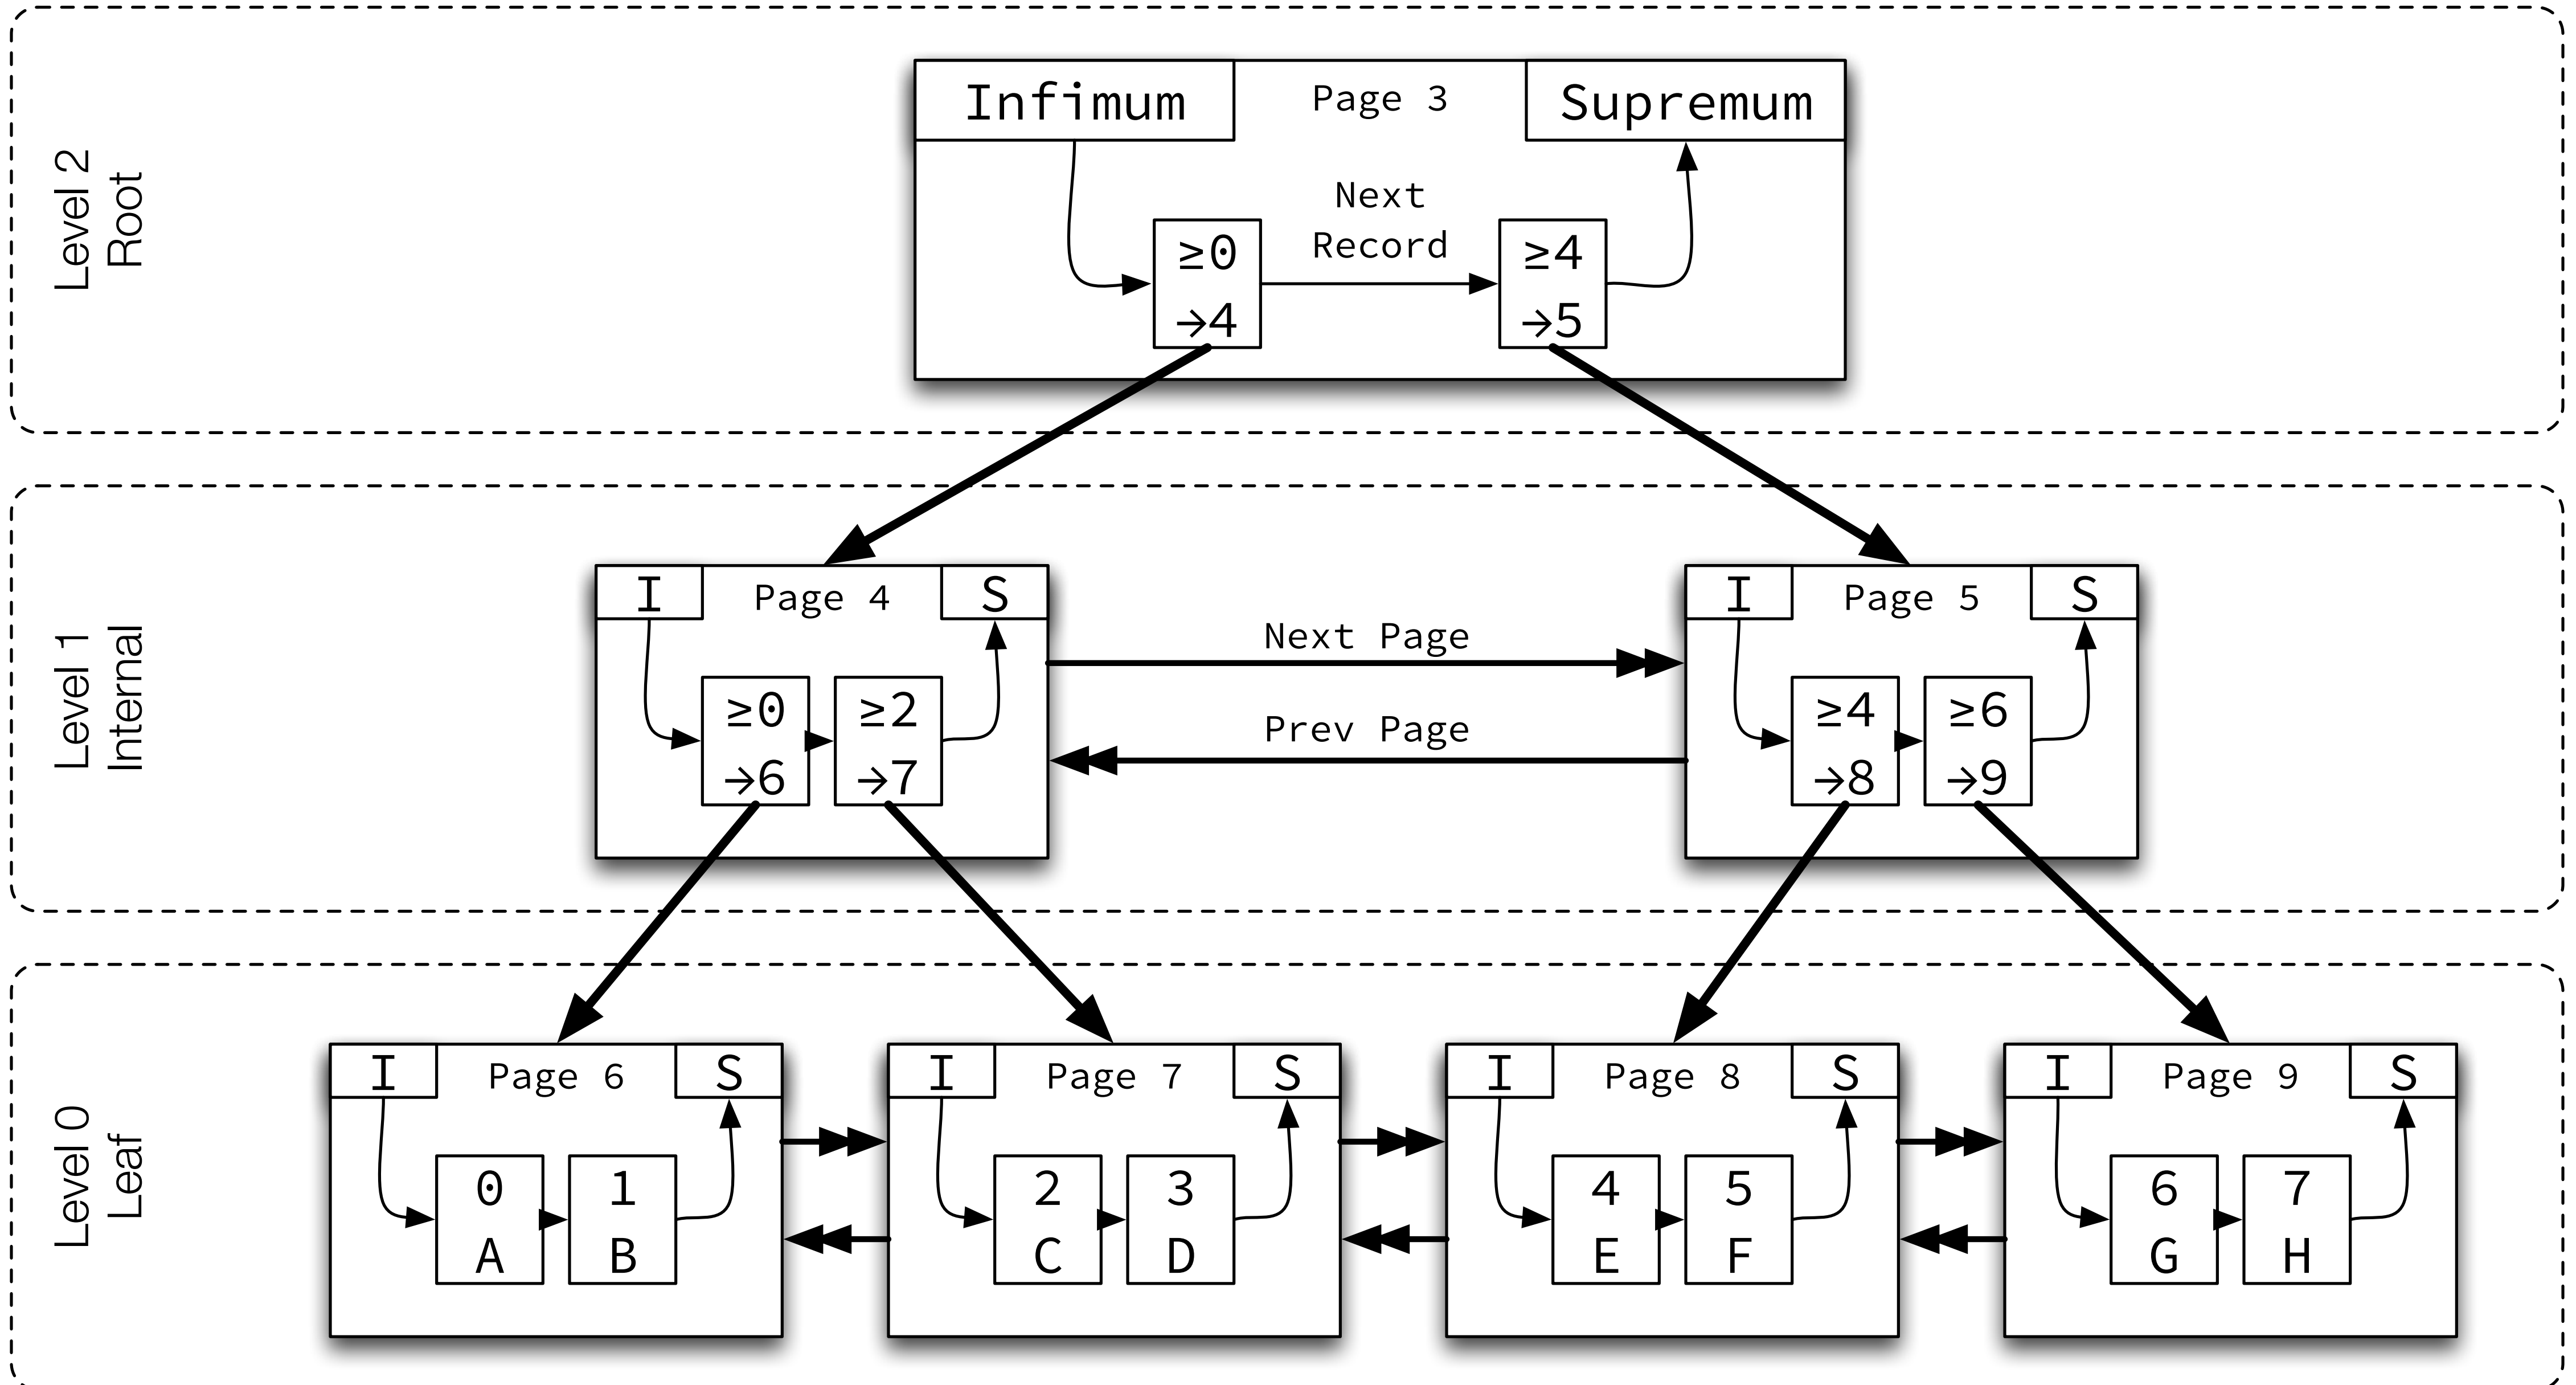 Level 2
Root
Infimum
Page 3
Supremum
Next
Record
≥0
→4
≥4
→5
Level 1
Internal
I
Page 4
S
≥0
→6
≥2
→7
Next Page
Prev Page
I
Page 5
S
≥4
→8
≥6
→9
Level 0
Leaf
I
Page 6
S
0
A
1
B
I
Page 7
S
2
C
3
D
I
Page 8
S
4
E
5
F
I
Page 9
S
6
G
7
H